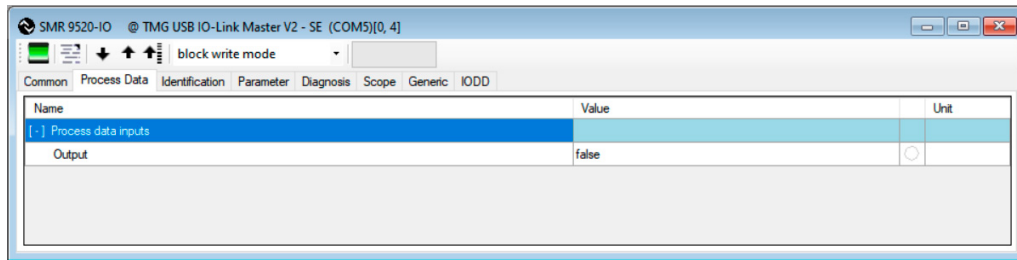 SMR 9520-IO @ TMG USB IO-Link Master V2 - SE (COM5)[0, 4]
block write mode
Common Process Data Identification Parameter Diagnosis Scope Generic IODD
Name Value Unit
[ - ] Process data inputs
Output false